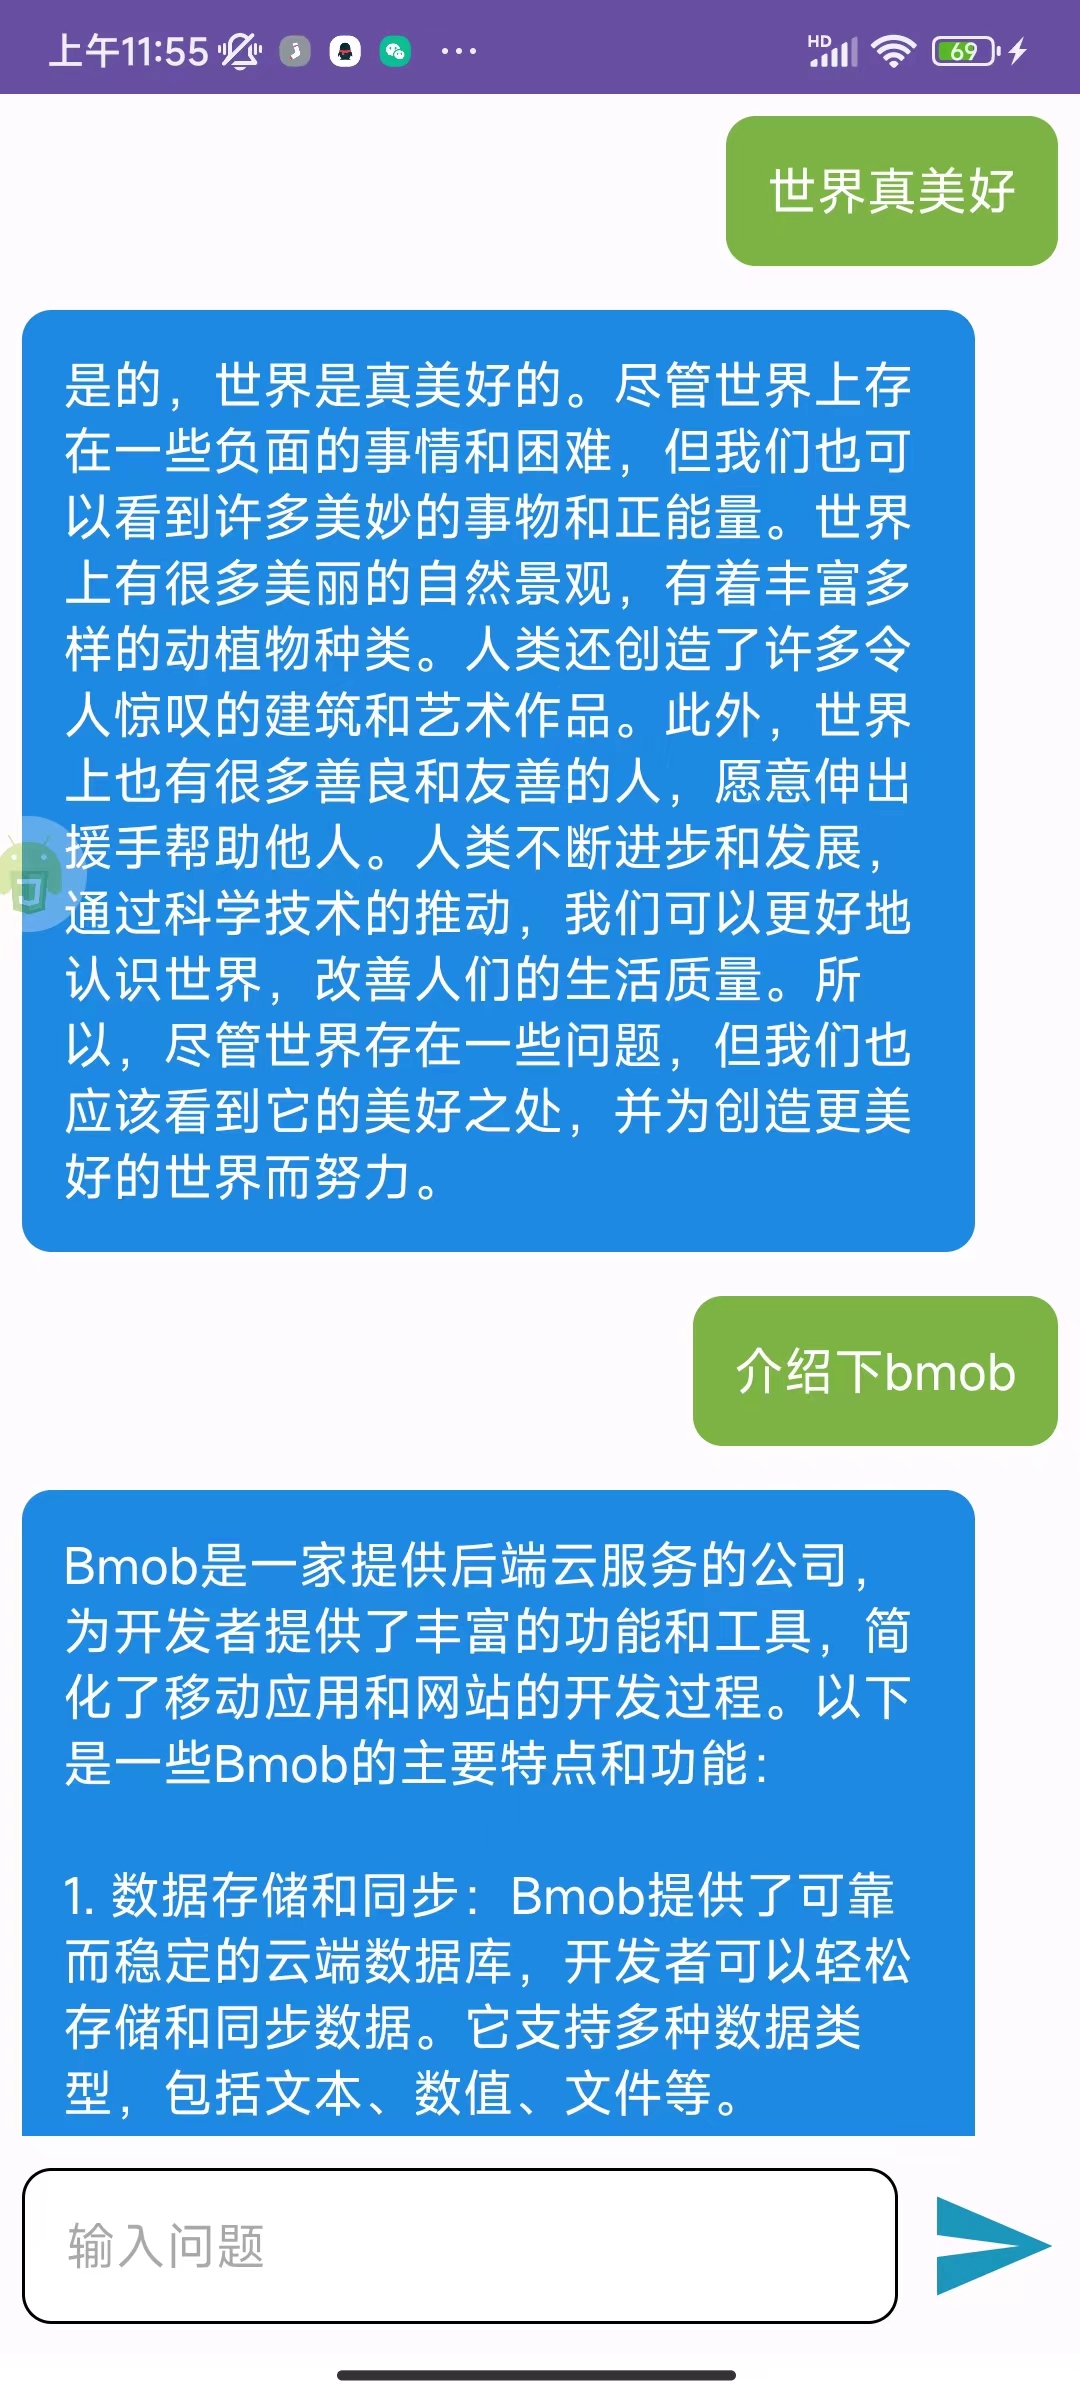 上午11:55
HD
69
世界真美好
是的，世界是真美好的。尽管世界上存
在一些负面的事情和困难，但我们也可
以看到许多美妙的事物和正能量。世界
上有很多美丽的自然景观，有着丰富多
样的动植物种类。人类还创造了许多令
人惊叹的建筑和艺术作品。此外，世界
上也有很多善良和友善的人，愿意伸出
援手帮助他人。人类不断进步和发展，
通过科学技术的推动，我们可以更好地
认识世界，改善人们的生活质量。所
以，尽管世界存在一些问题，但我们也
应该看到它的美好之处，并为创造更美
好的世界而努力。
介绍下bmob
Bmob是一家提供后端云服务的公司，
为开发者提供了丰富的功能和工具，简
化了移动应用和网站的开发过程。以下
是一些Bmob的主要特点和功能：
1. 数据存储和同步：Bmob提供了可靠
而稳定的云端数据库，开发者可以轻松
存储和同步数据。它支持多种数据类
型，包括文本、数值、文件等。
输入问题